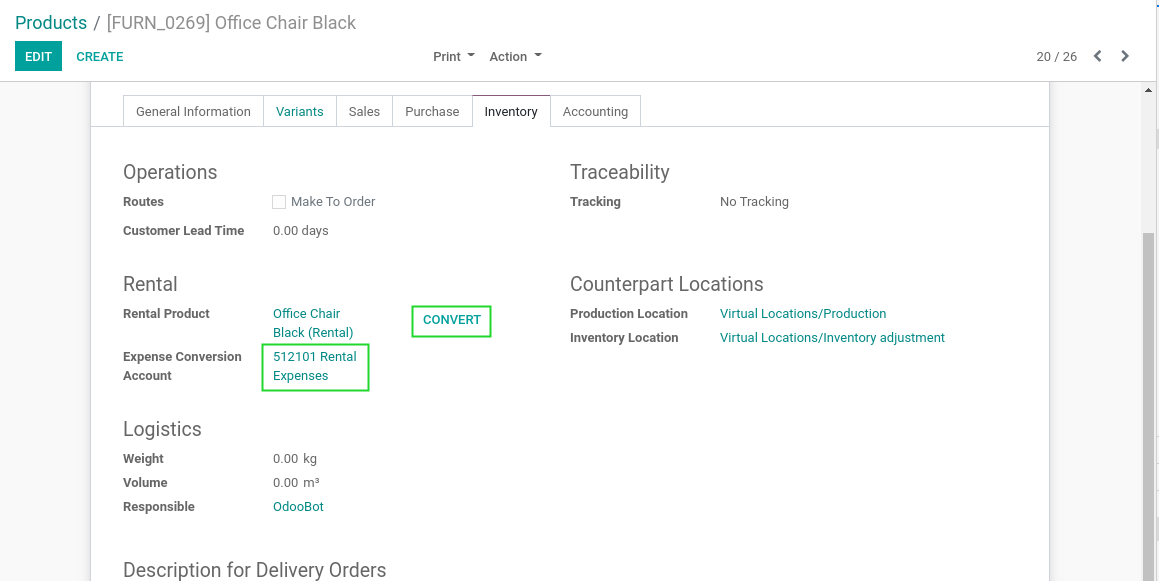 Products / [FURN_0269] Office Chair Black
EDIT CREATE Print Action 20 / 26
General Information Variants Sales Purchase Inventory Accounting
Operations
Routes Make To Order
Customer Lead Time 0.00 days
Traceability
Tracking No Tracking
Rental
Rental Product Office Chair
Black (Rental)
CONVERT
Expense Conversion 512101 Rental
Account Expenses
Counterpart Locations
Production Location Virtual Locations/Production
Inventory Location Virtual Locations/Inventory adjustment
Logistics
Weight 0.00 kg
Volume 0.00 m³
Responsible OdooBot
Description for Delivery Orders